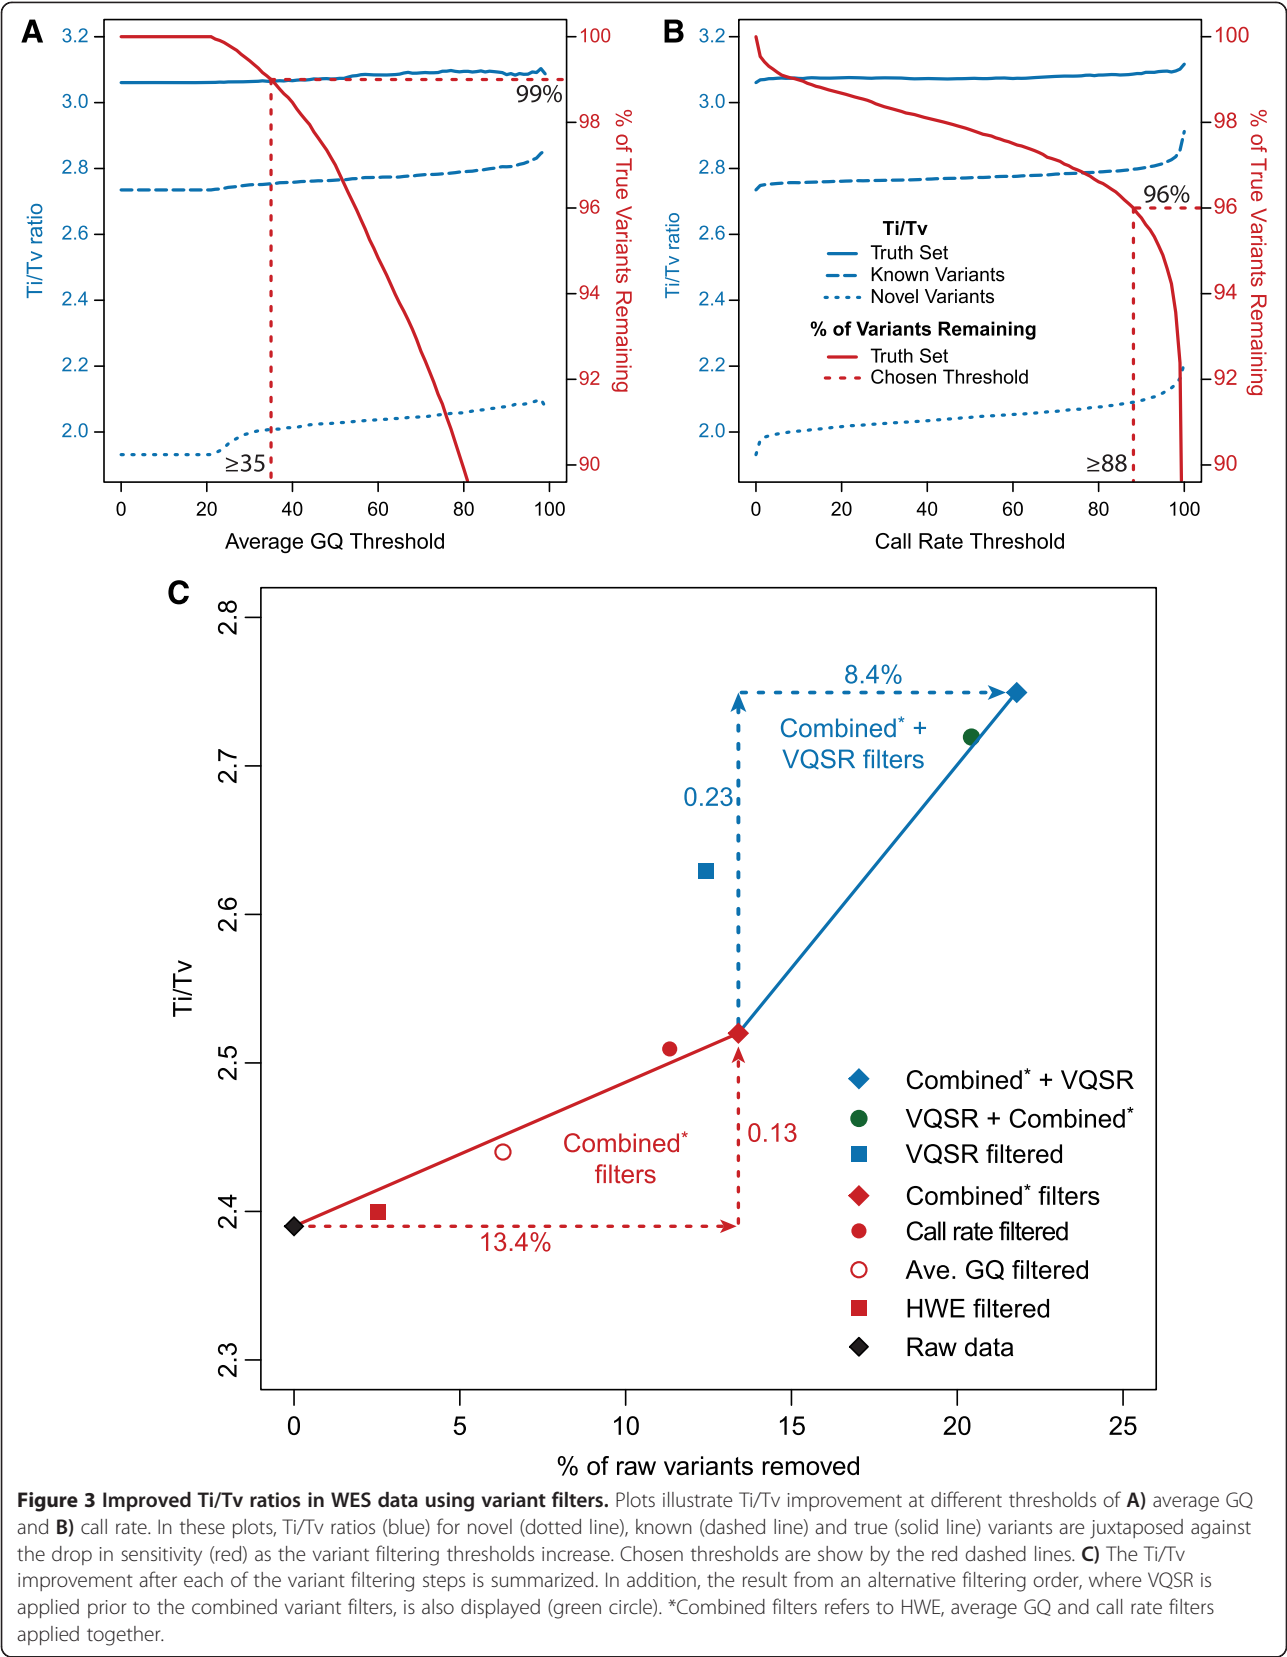 A
3.2
3.0
2.8
2.6
2.4
2.2
2.0
Ti/Tv ratio
100
98
96
94
92
90
% of True Variants Remaining
99%
≥35
0 20 40 60 80 100
Average GQ Threshold
B
3.2
3.0
2.8
2.6
2.4
2.2
2.0
Ti/Tv ratio
100
98
96
94
92
90
% of True Variants Remaining
96%
Ti/Tv
Truth Set
Known Variants
Novel Variants
% of Variants Remaining
Truth Set
Chosen Threshold
≥88
0 20 40 60 80 100
Call Rate Threshold
C
2.8
2.7
2.6
2.5
2.4
2.3
Ti/Tv
8.4%
Combined* +
VQSR filters
0.23
0.13
Combined*
filters
13.4%
Combined* + VQSR
VQSR + Combined*
VQSR filtered
Combined* filters
Call rate filtered
Ave. GQ filtered
HWE filtered
Raw data
0 5 10 15 20 25
% of raw variants removed
Figure 3 Improved Ti/Tv ratios in WES data using variant filters. Plots illustrate Ti/Tv improvement at different thresholds of A) average GQ
and B) call rate. In these plots, Ti/Tv ratios (blue) for novel (dotted line), known (dashed line) and true (solid line) variants are juxtaposed against
the drop in sensitivity (red) as the variant filtering thresholds increase. Chosen thresholds are show by the red dashed lines. C) The Ti/Tv
improvement after each of the variant filtering steps is summarized. In addition, the result from an alternative filtering order, where VQSR is
applied prior to the combined variant filters, is also displayed (green circle). *Combined filters refers to HWE, average GQ and call rate filters
applied together.